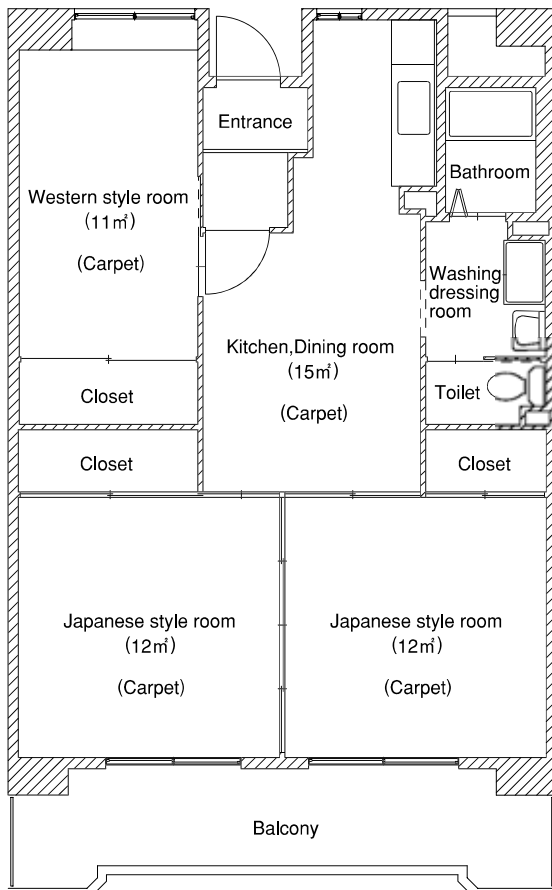 Entrance
Bathroom
Western style room
(11㎡)
(Carpet)
Washing
dressing
room
Kitchen,Dining room
(15㎡)
(Carpet)
Toilet
Closet
Closet
Closet
Japanese style room
(12㎡)
(Carpet)
Japanese style room
(12㎡)
(Carpet)
Balcony